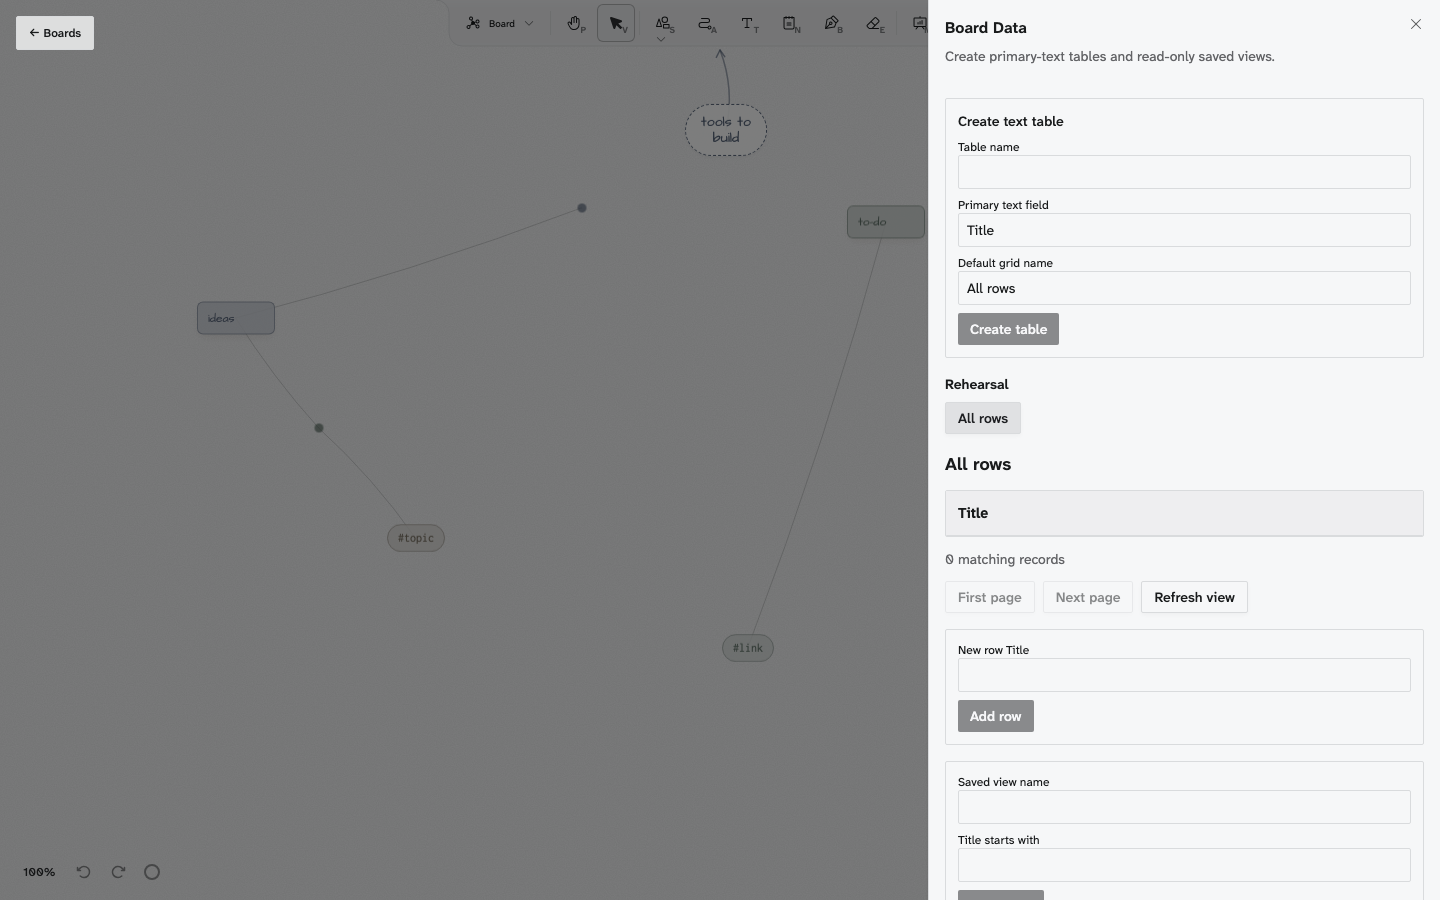 ← Boards
Board
P
V
S
A
T
N
B
E
tools to
build
to-do
ideas
#topic
#link
100%
Board Data
Create primary-text tables and read-only saved views.
Create text table
Table name
Primary text field
Title
Default grid name
All rows
Create table
Rehearsal
All rows
All rows
Title
0 matching records
First page
Next page
Refresh view
New row Title
Add row
Saved view name
Title starts with